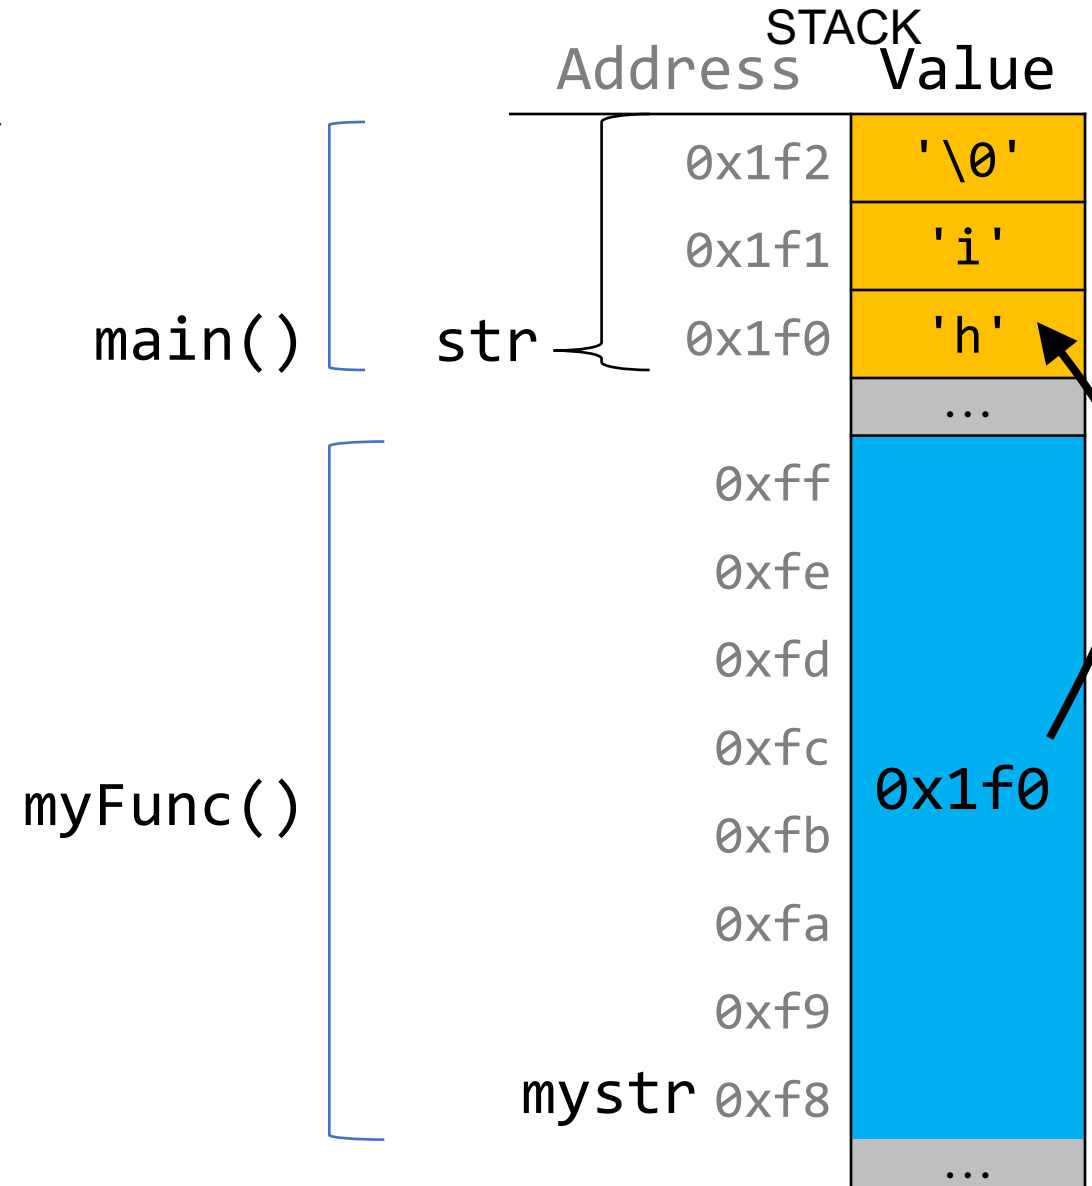 STACK
Address Value
0x1f2 '\0'
0x1f1 'i'
main() str 0x1f0 'h'
...
0xff
0xfe
0xfd
0xfc
0x1f0
myFunc()
0xfb
0xfa
0xf9
mystr 0xf8
...